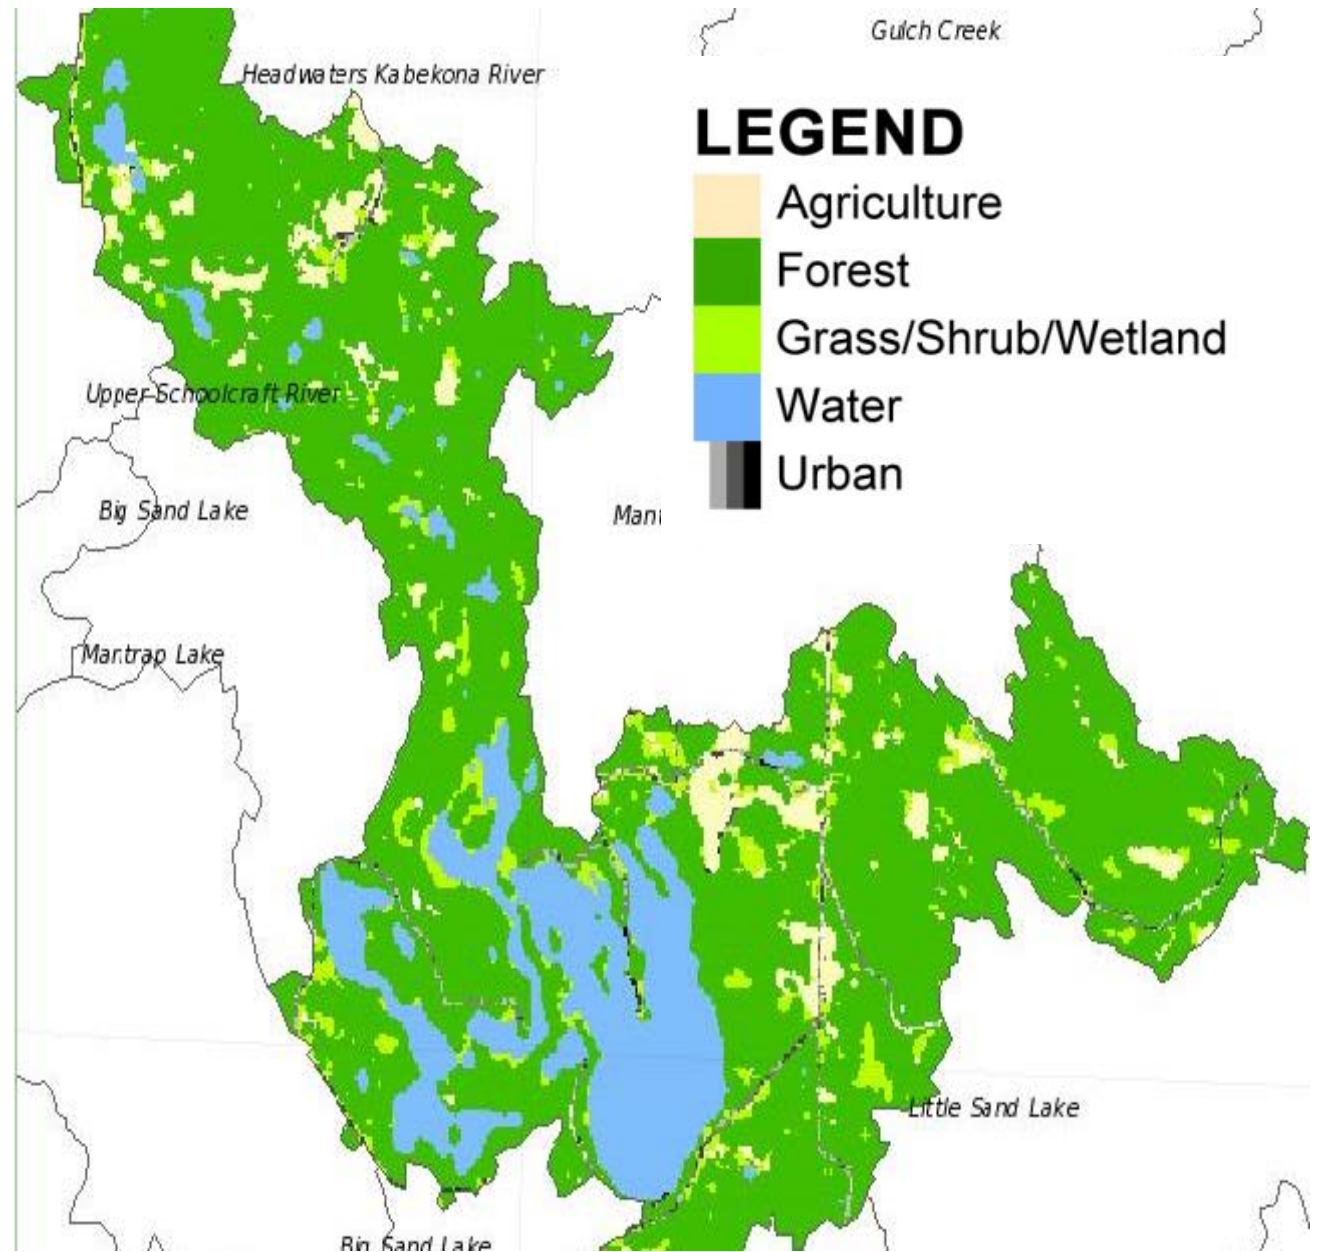 Gulch Creek
Headwaters Kabekona River
LEGEND
Agriculture
Forest
Grass/Shrub/Wetland
Water
Urban
Upper Schoolcraft River
Big Sand Lake
Mant
Mantrap Lake
Little Sand Lake
Big Sand Lake